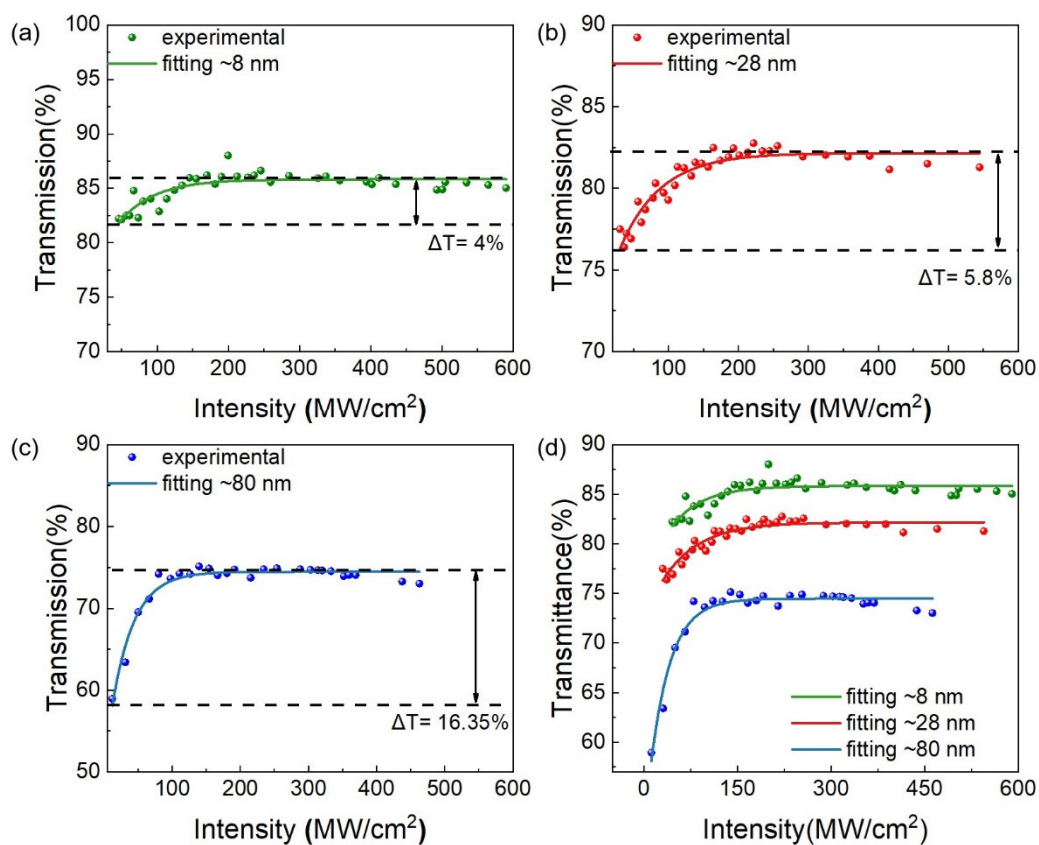 (a)
experimental
fitting ~8 nm
Transmission(%)
100
95
90
85
80
75
70
ΔT= 4%
100 200 300 400 500 600
Intensity (MW/cm²)
(b)
experimental
fitting ~28 nm
Transmission(%)
90
85
80
75
70
ΔT= 5.8%
0 100 200 300 400 500 600
Intensity (MW/cm²)
(c)
experimental
fitting ~80 nm
Transmission(%)
90
80
70
60
50
ΔT= 16.35%
0 100 200 300 400 500 600
Intensity (MW/cm²)
(d)
Transmittance(%)
90
85
80
75
70
65
60
fitting ~8 nm
fitting ~28 nm
fitting ~80 nm
0 150 300 450 600
Intensity(MW/cm²)